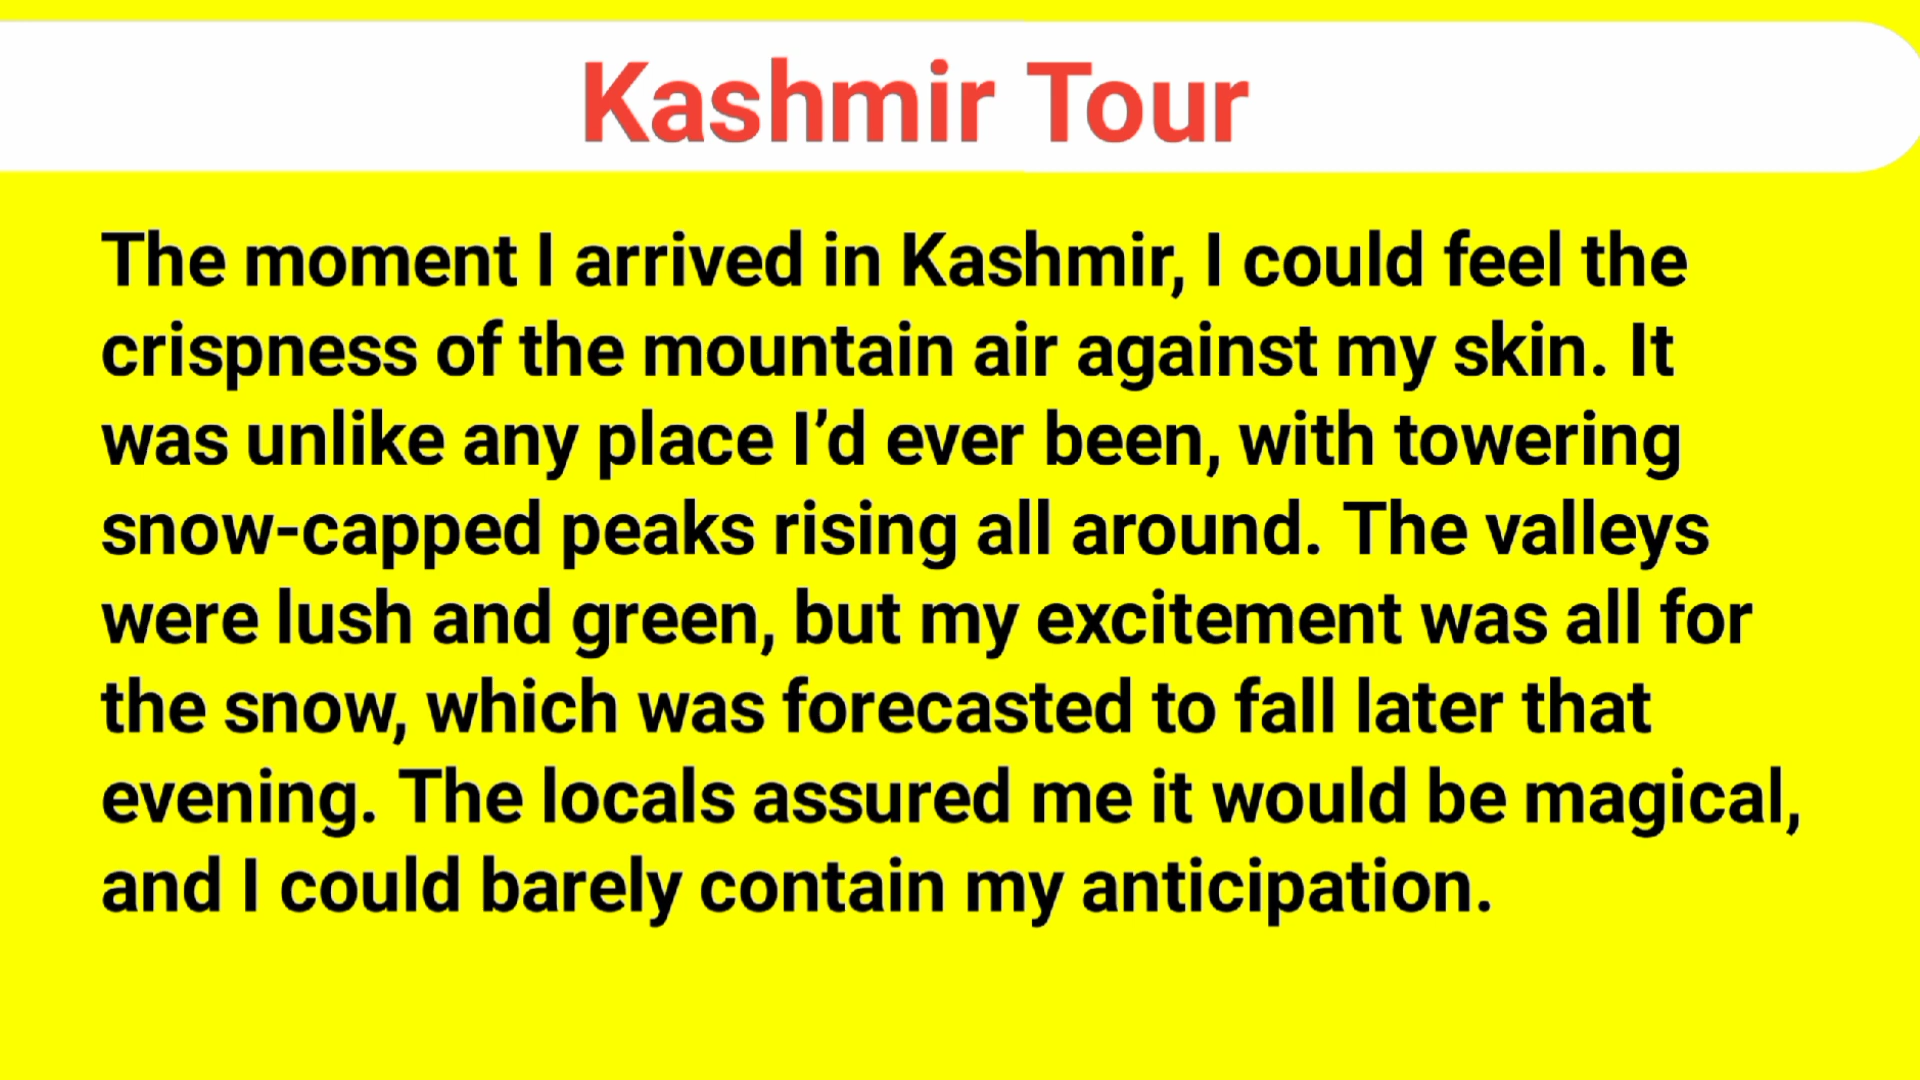 Kashmir Tour
The moment I arrived in Kashmir, I could feel the
crispness of the mountain air against my skin. It
was unlike any place I’d ever been, with towering
snow-capped peaks rising all around. The valleys
were lush and green, but my excitement was all for
the snow, which was forecasted to fall later that
evening. The locals assured me it would be magical,
and I could barely contain my anticipation.